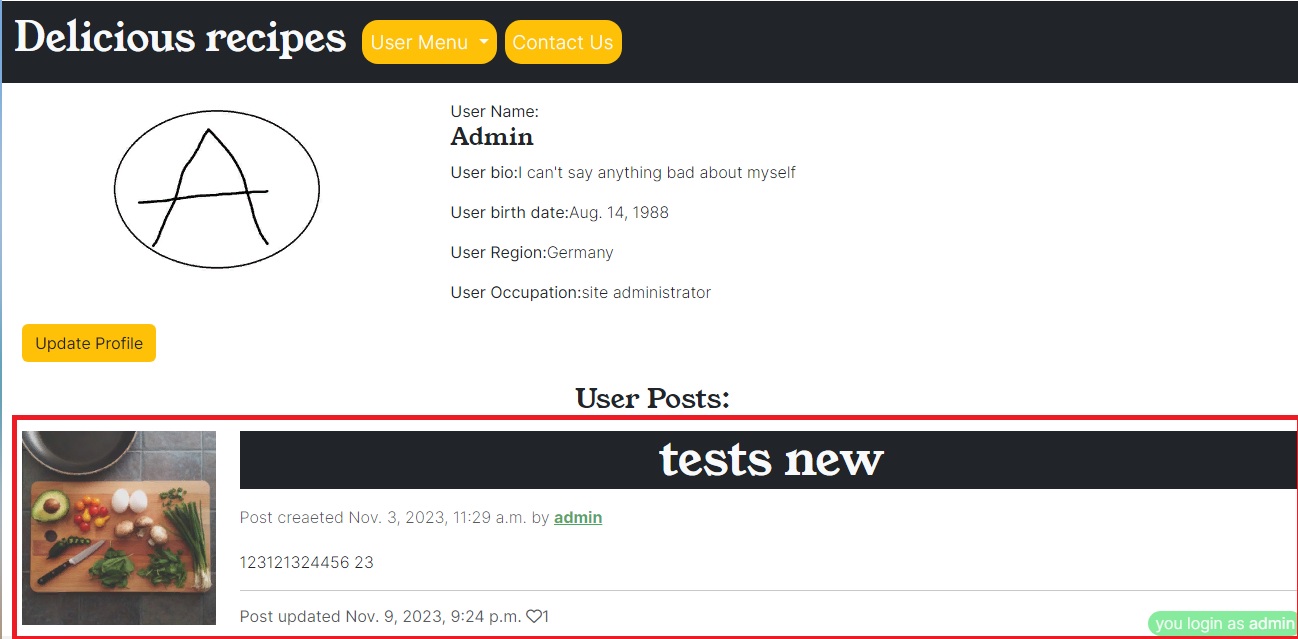 Delicious recipes User Menu Contact Us
A
User Name:
Admin
User bio:I can't say anything bad about myself
User birth date:Aug. 14, 1988
User Region:Germany
User Occupation:site administrator
Update Profile
User Posts:
tests new
Post creaeted Nov. 3, 2023, 11:29 a.m. by admin
123121324456 23
Post updated Nov. 9, 2023, 9:24 p.m. ♡1
you login as admin